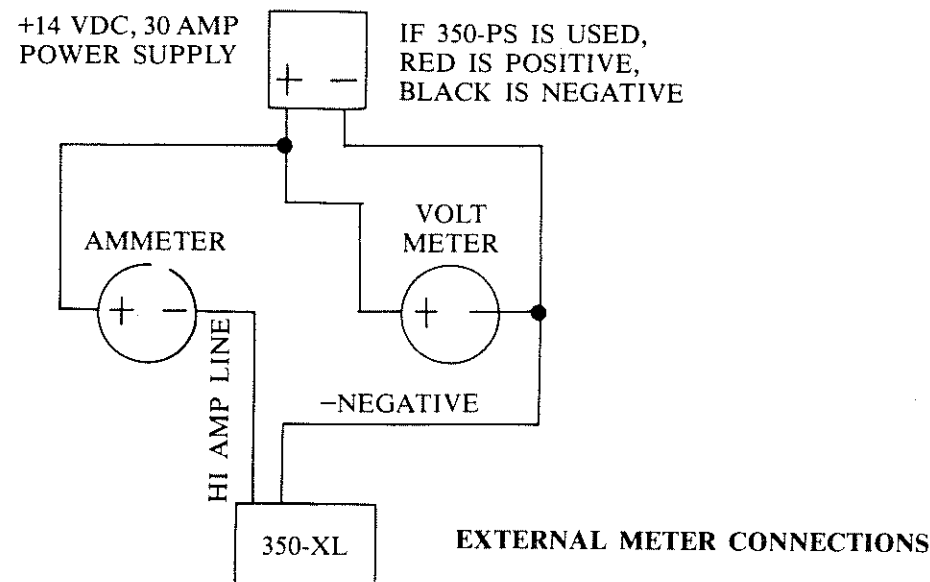 +14 VDC, 30 AMP
POWER SUPPLY
+ −
IF 350-PS IS USED,
RED IS POSITIVE,
BLACK IS NEGATIVE
AMMETER
+ −
VOLT
METER
+ −
HI AMP LINE
−NEGATIVE
350-XL
EXTERNAL METER CONNECTIONS